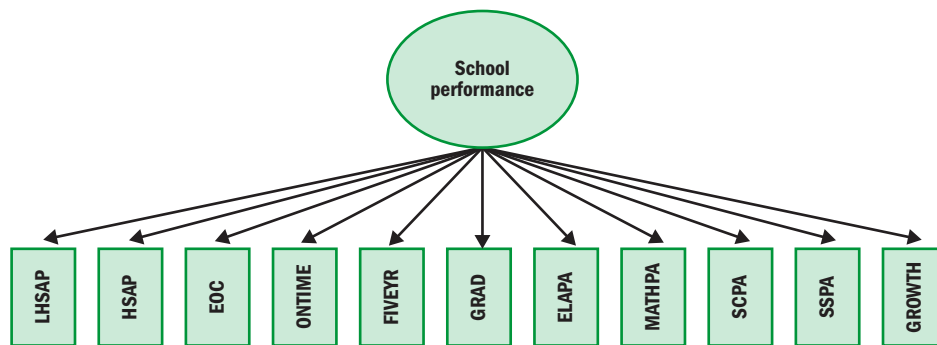 School
performance
LHSAP
HSAP
EOC
ONTIME
FIVEYR
GRAD
ELAPA
MATHPA
SCPA
SSPA
GROWTH